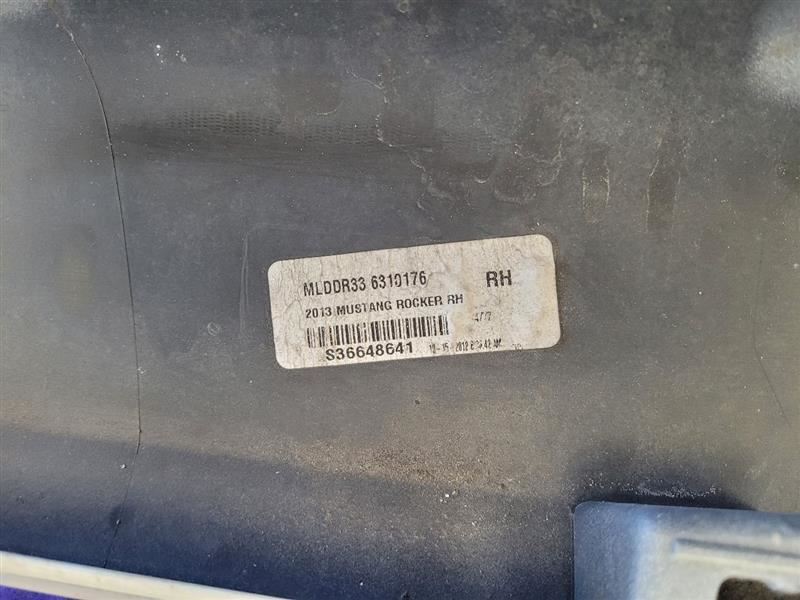 MLDDR33 6310176
RH
2013 MUSTANG ROCKER RH
S36648641